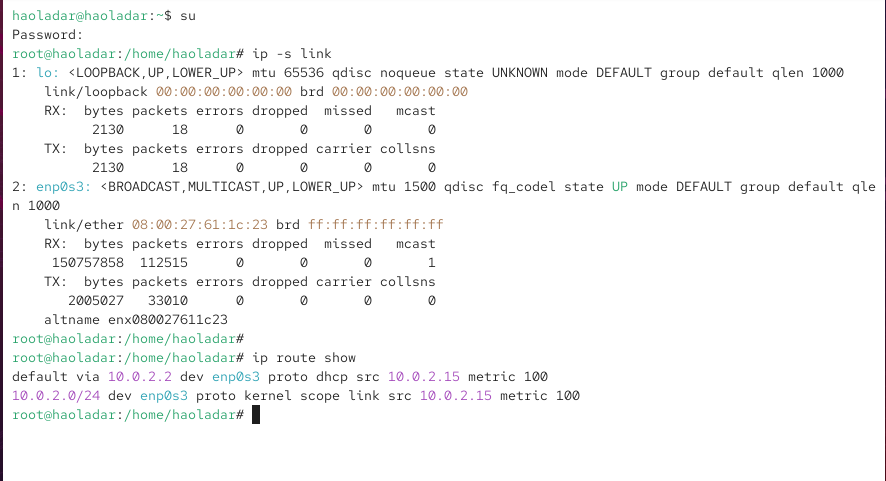 haoladar@haoladar:~$ su
Password:
root@haoladar:/home/haoladar# ip -s link
1: lo: <LOOPBACK,UP,LOWER_UP> mtu 65536 qdisc noqueue state UNKNOWN mode DEFAULT group default qlen 1000
    link/loopback 00:00:00:00:00:00 brd 00:00:00:00:00:00
    RX:  bytes packets errors dropped  missed   mcast
          2130      18      0       0       0       0
    TX:  bytes packets errors dropped carrier collsns
          2130      18      0       0       0       0
2: enp0s3: <BROADCAST,MULTICAST,UP,LOWER_UP> mtu 1500 qdisc fq_codel state UP mode DEFAULT group default qle
n 1000
    link/ether 08:00:27:61:1c:23 brd ff:ff:ff:ff:ff:ff
    RX:  bytes packets errors dropped  missed   mcast
     150757858  112515      0       0       0       1
    TX:  bytes packets errors dropped carrier collsns
       2005027   33010      0       0       0       0
    altname enx080027611c23
root@haoladar:/home/haoladar#
root@haoladar:/home/haoladar# ip route show
default via 10.0.2.2 dev enp0s3 proto dhcp src 10.0.2.15 metric 100
10.0.2.0/24 dev enp0s3 proto kernel scope link src 10.0.2.15 metric 100
root@haoladar:/home/haoladar#